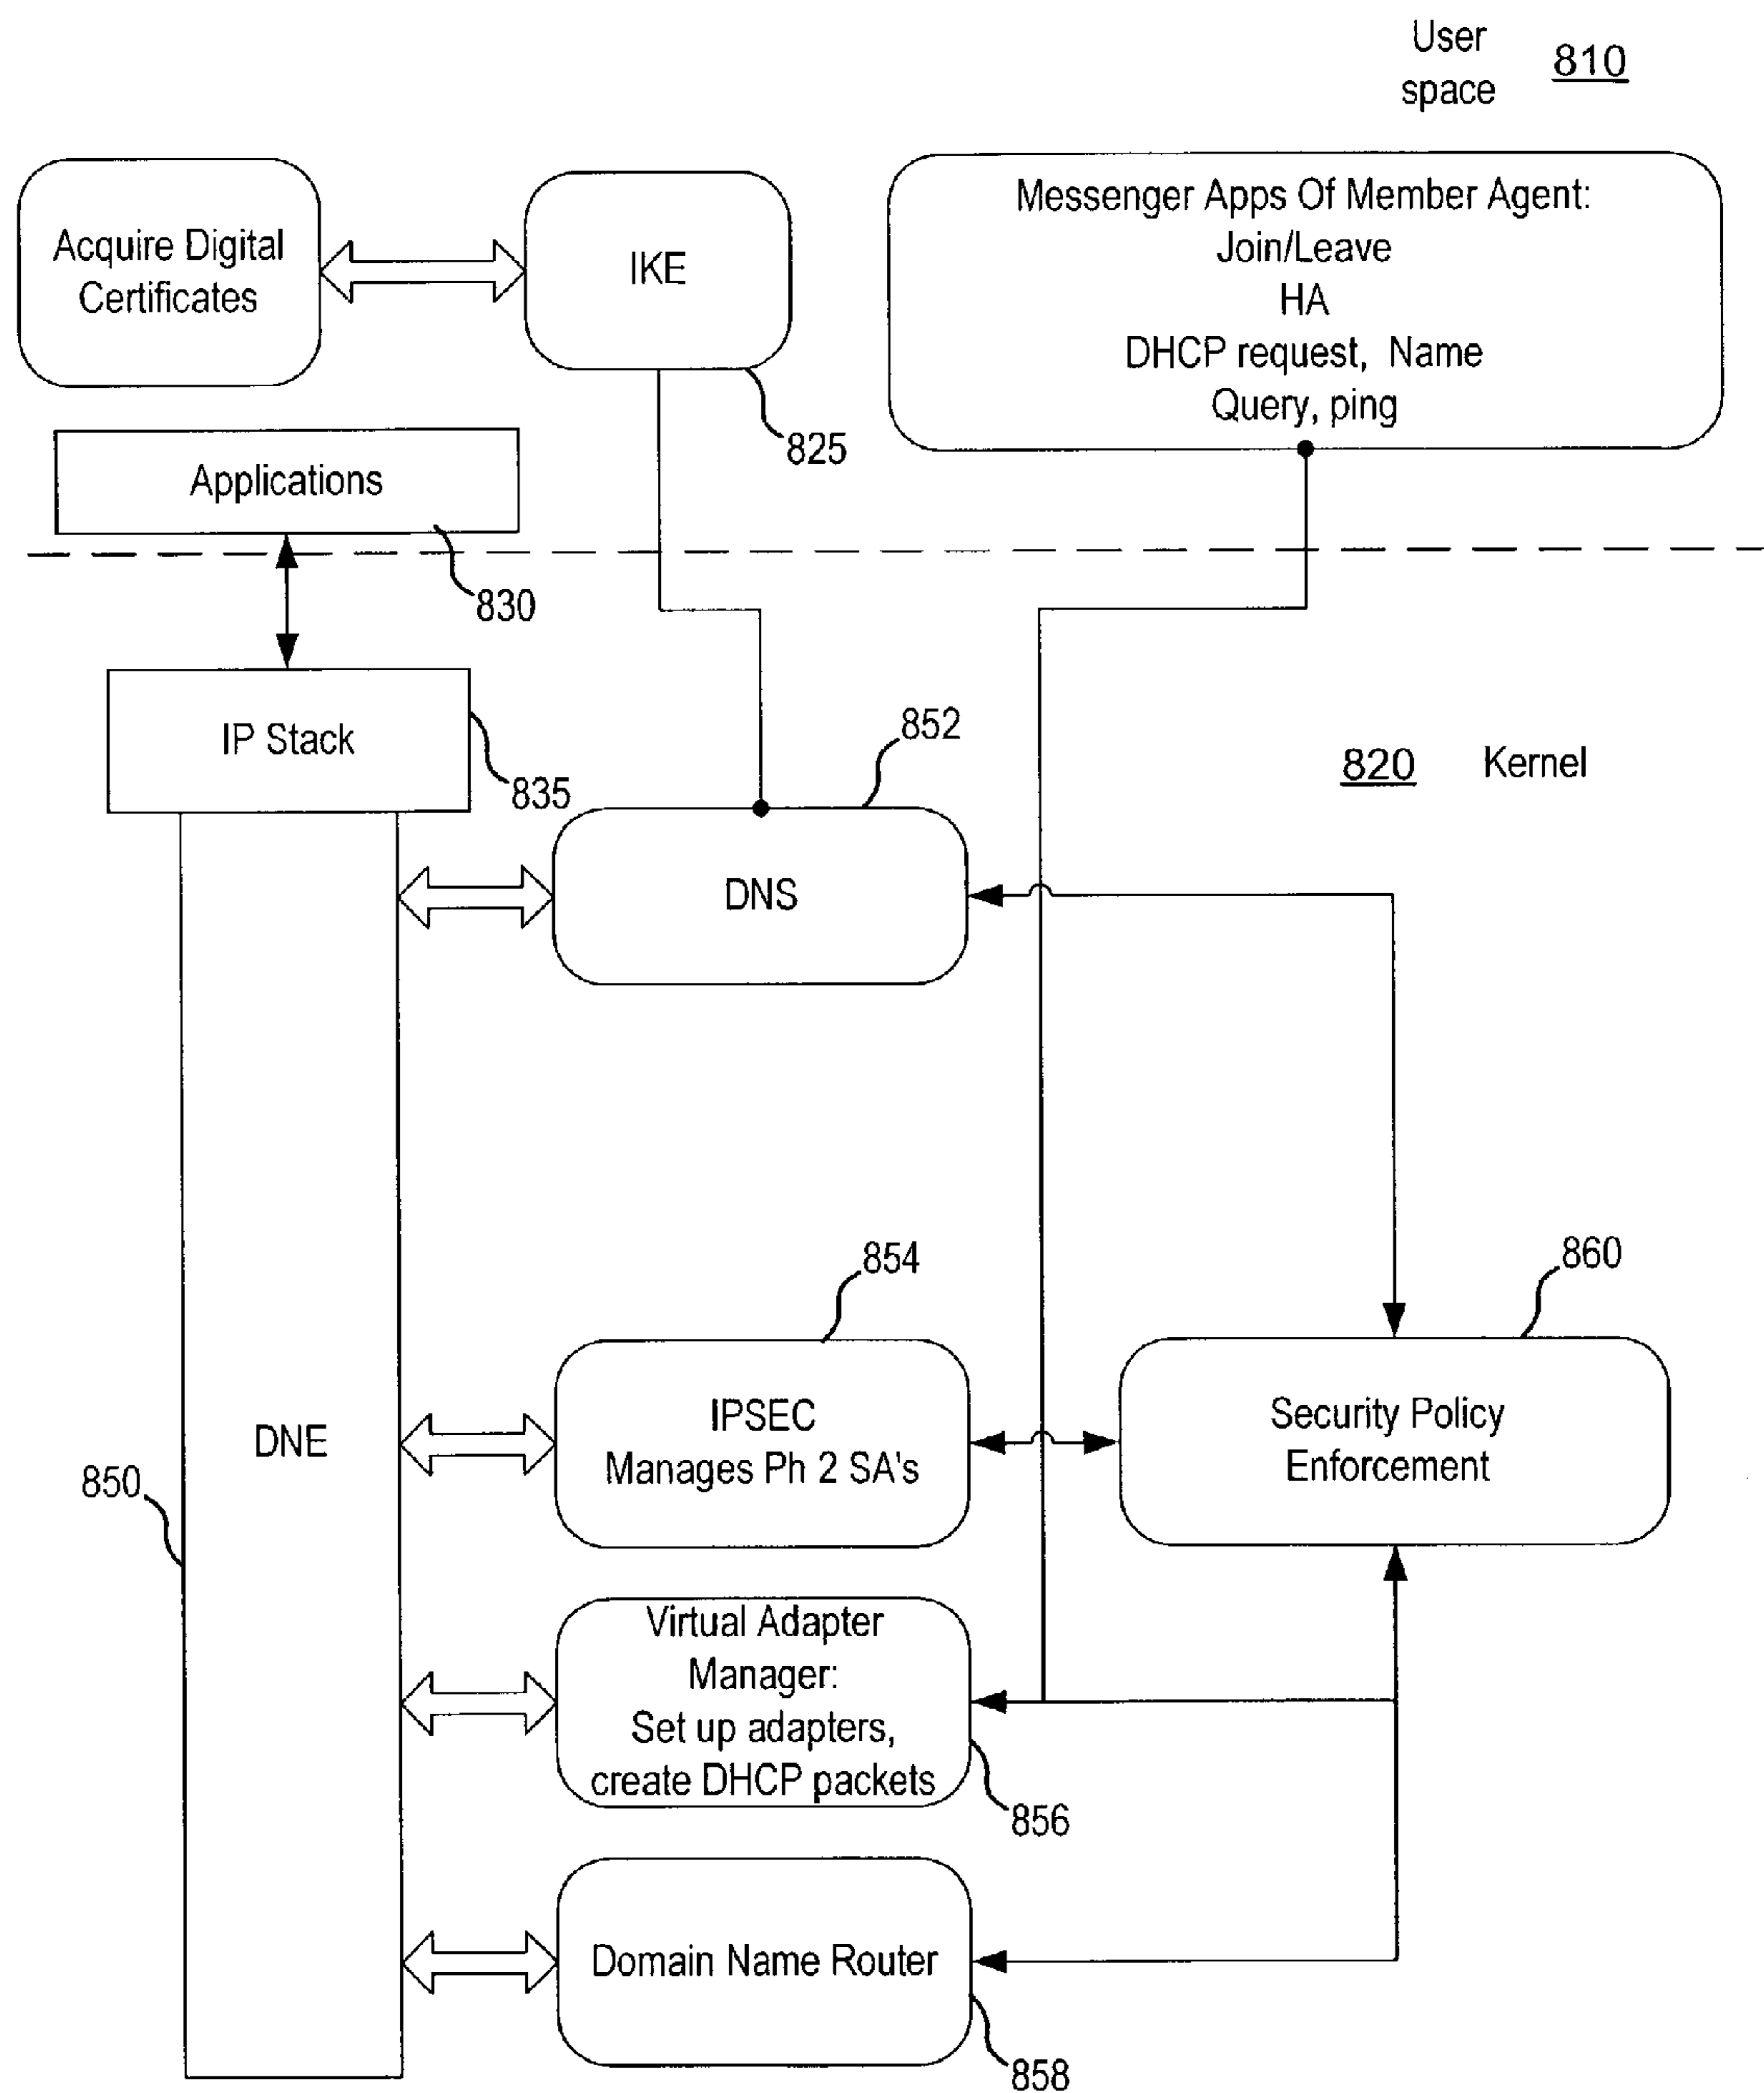 User
space
810
Acquire Digital
Certificates
IKE
825
Messenger Apps Of Member Agent:
Join/Leave
HA
DHCP request, Name
Query, ping
Applications
830
IP Stack
835
852
820 Kernel
DNS
854
860
DNE
850
IPSEC
Manages Ph 2 SA's
Security Policy
Enforcement
Virtual Adapter
Manager:
Set up adapters,
create DHCP packets
856
Domain Name Router
858